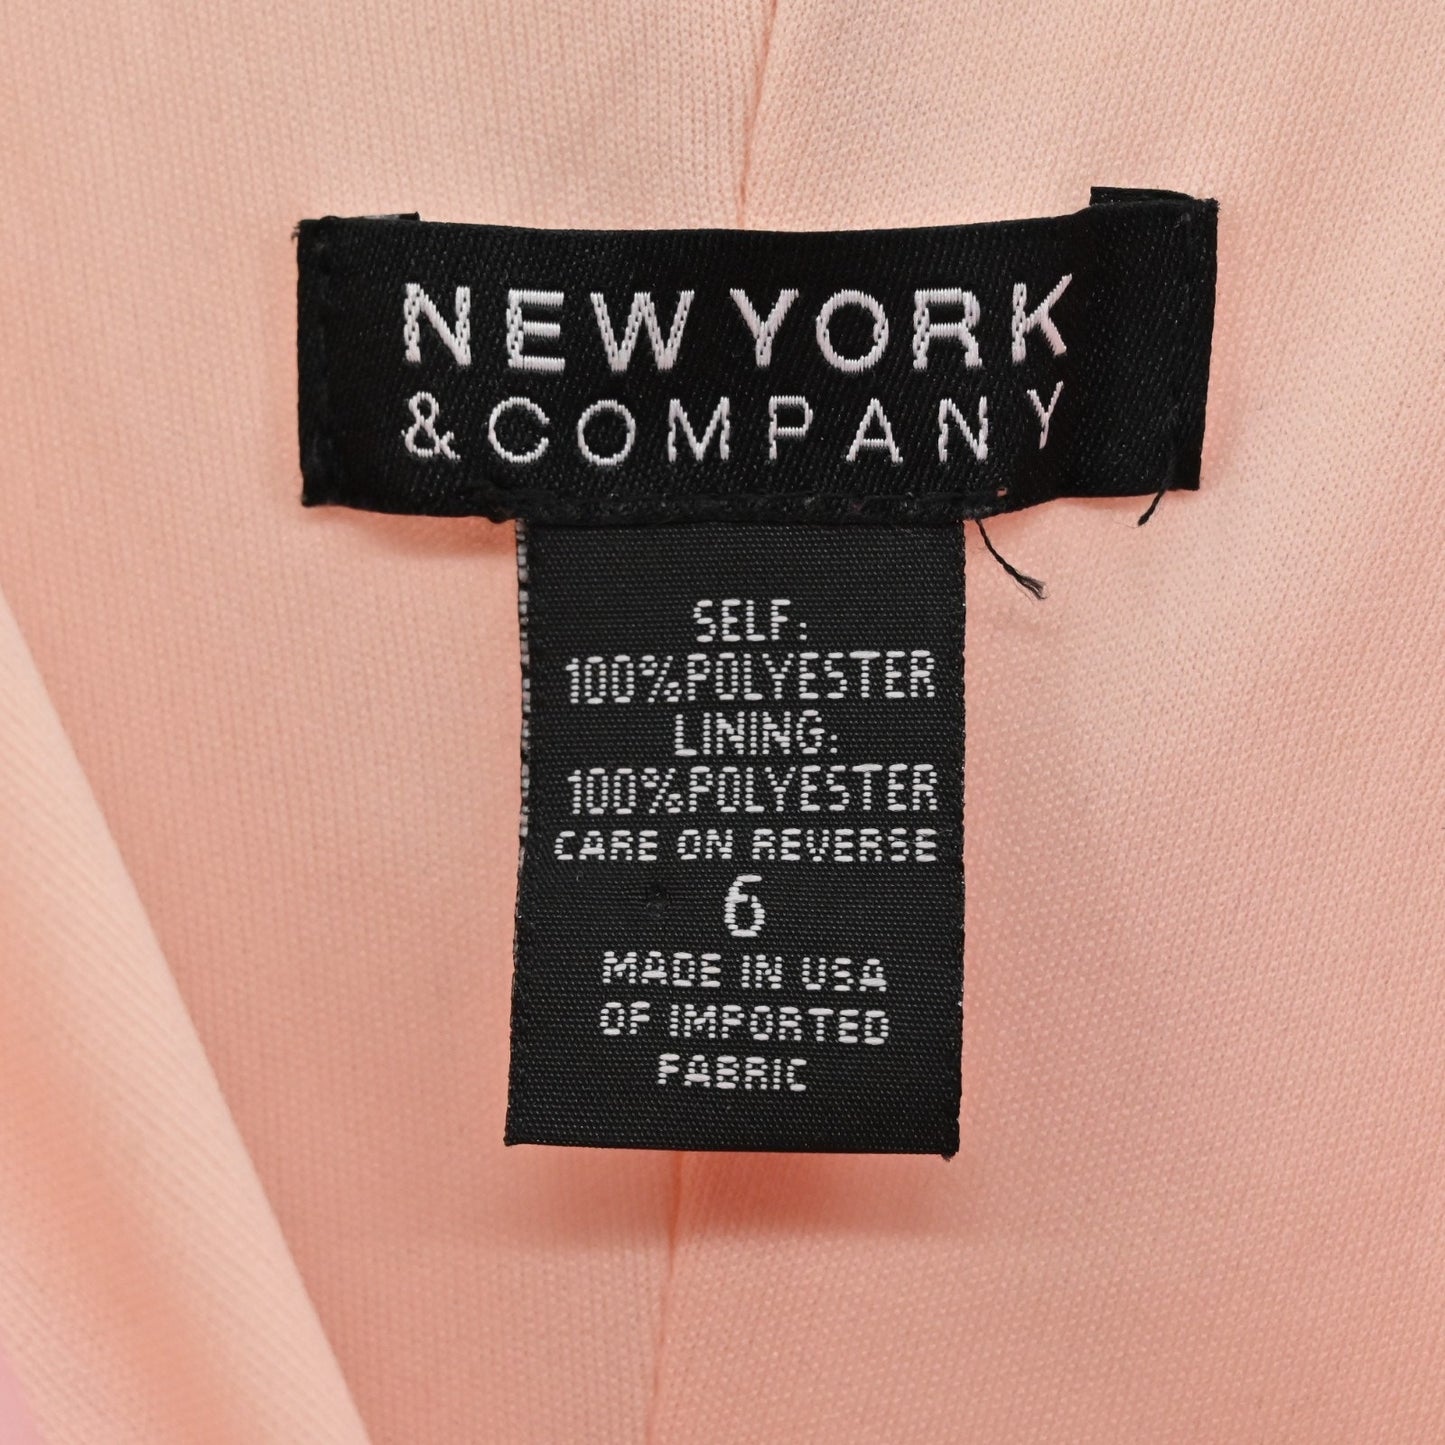 NEW YORK
& COMPANY
SELF:
100%POLYESTER
LINING:
100%POLYESTER
CARE ON REVERSE
6
MADE IN USA
OF IMPORTED
FABRIC